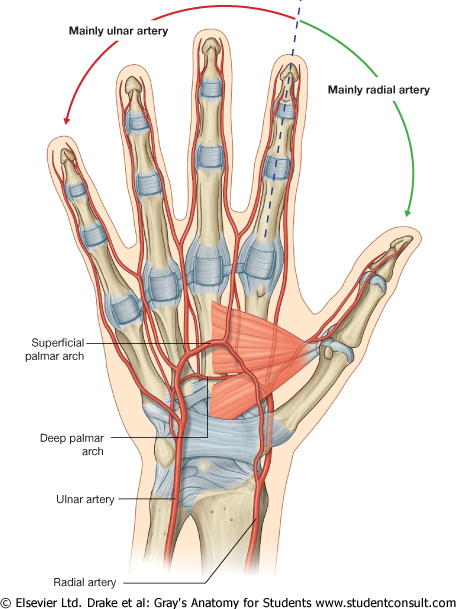 Mainly ulnar artery
Mainly radial artery
Superficial
palmar arch
Deep palmar
arch
Ulnar artery
Radial artery
© Elsevier Ltd. Drake et al: Gray's Anatomy for Students www.studentconsult.com